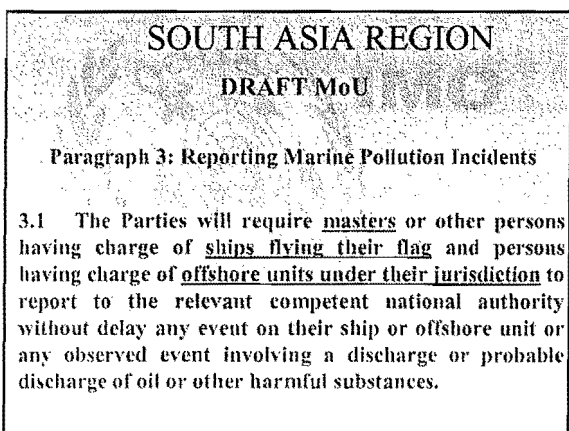 SOUTH ASIA REGION
DRAFT MoU
Paragraph 3: Reporting Marine Pollution Incidents
3.1 The Parties will require masters or other persons
having charge of ships flying their flag and persons
having charge of offshore units under their jurisdiction to
report to the relevant competent national authority
without delay any event on their ship or offshore unit or
any observed event involving a discharge or probable
discharge of oil or other harmful substances.